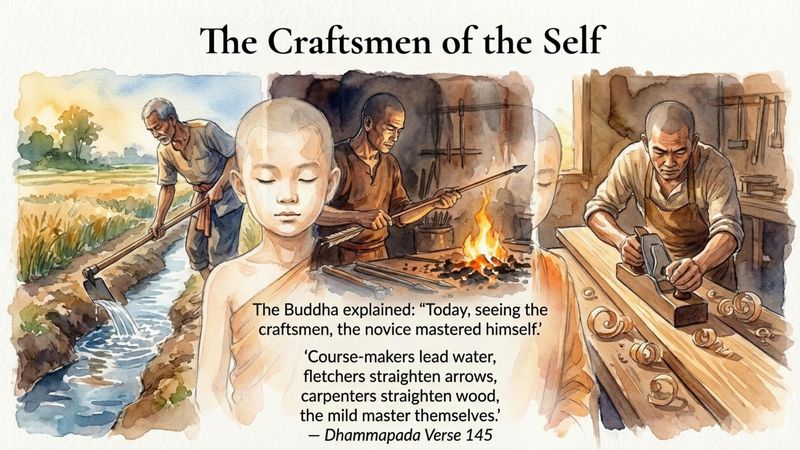 The Craftsmen of the Self
The Buddha explained: “Today, seeing the
craftsmen, the novice mastered himself.’
‘Course-makers lead water,
fletchers straighten arrows,
carpenters straighten wood,
the mild master themselves.’
— Dhammapada Verse 145